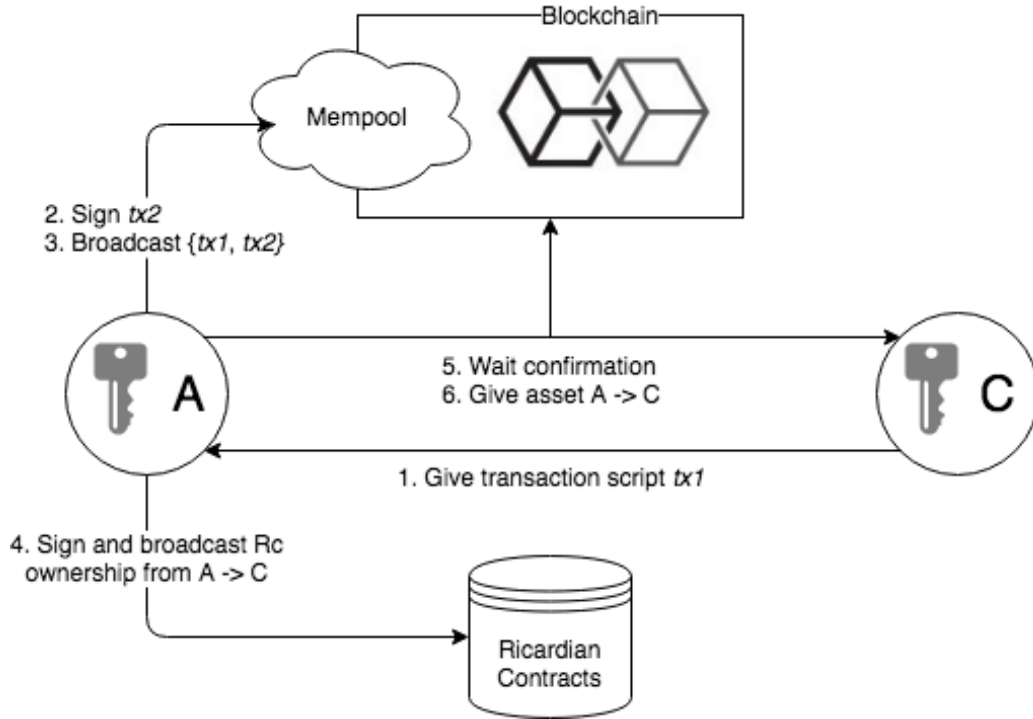 Blockchain
Mempool
2. Sign tx2
3. Broadcast {tx1, tx2}
A
5. Wait confirmation
6. Give asset A -> C
C
1. Give transaction script tx1
4. Sign and broadcast Rc
ownership from A -> C
Ricardian
Contracts